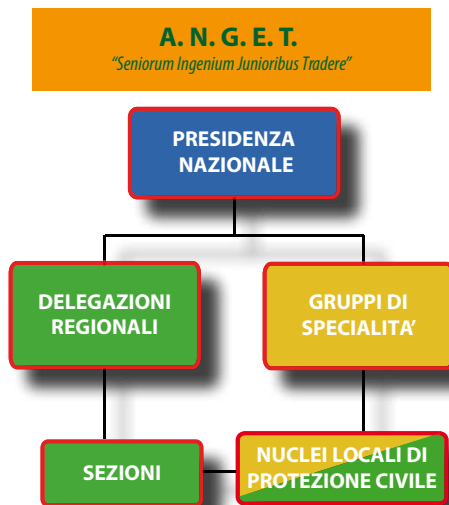 A. N. G. E. T.
“Seniorum Ingenium Junioribus Tradere”
PRESIDENZA
NAZIONALE
DELEGAZIONI
REGIONALI
GRUPPI DI
SPECIALITA’
SEZIONI
NUCLEI LOCALI DI
PROTEZIONE CIVILE